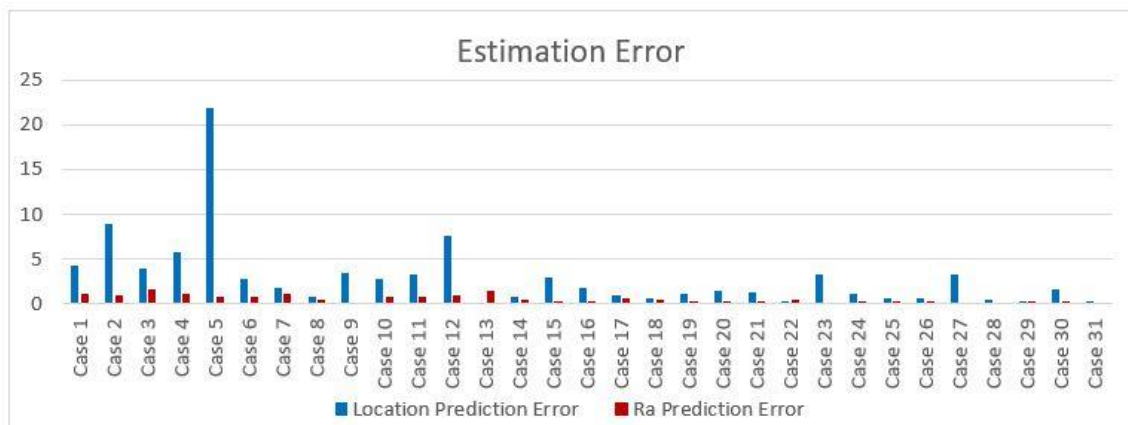 Estimation Error
25
20
15
10
5
0
Case 1
Case 2
Case 3
Case 4
Case 5
Case 6
Case 7
Case 8
Case 9
Case 10
Case 11
Case 12
Case 13
Case 14
Case 15
Case 16
Case 17
Case 18
Case 19
Case 20
Case 21
Case 22
Case 23
Case 24
Case 25
Case 26
Case 27
Case 28
Case 29
Case 30
Case 31
Location Prediction Error Ra Prediction Error